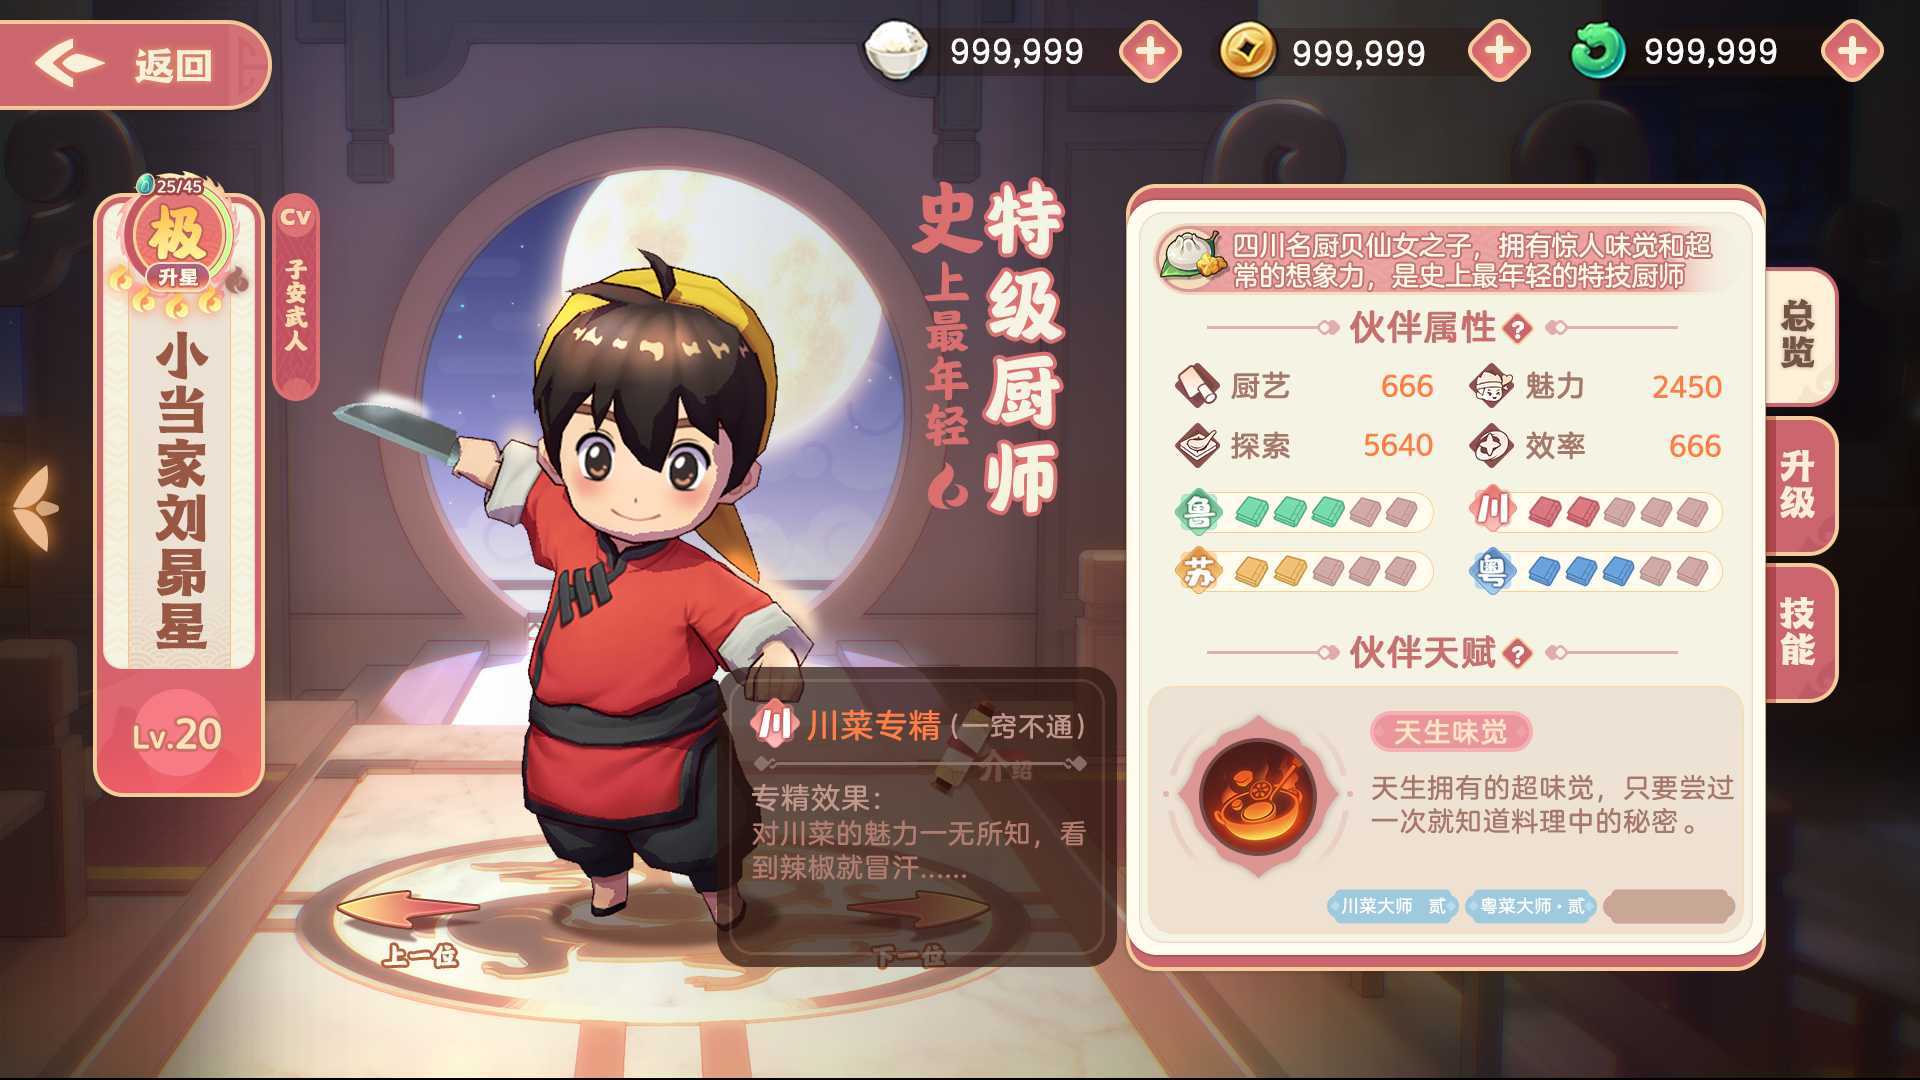 返回
999,999
999,999
999,999
25/45
极
升星
小当家刘昴星
Lv.20
CV
子安武人
特级厨师
史上最年轻
四川名厨贝仙女之子，拥有惊人味觉和超
常的想象力，是史上最年轻的特技厨师
伙伴属性?
厨艺 666
魅力 2450
探索 5640
效率 666
鲁
川
苏
粤
伙伴天赋?
天生味觉
天生拥有的超味觉，只要尝过
一次就知道料理中的秘密。
川菜大师 贰
粤菜大师·贰
总览
升级
技能
川 川菜专精(一窍不通)
介绍
专精效果：
对川菜的魅力一无所知，看
到辣椒就冒汗......
上一位
下一位